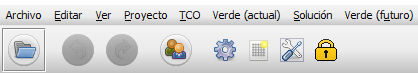 Archivo Editar Ver Proyecto TCO Verde (actual) Solución Verde (futuro)